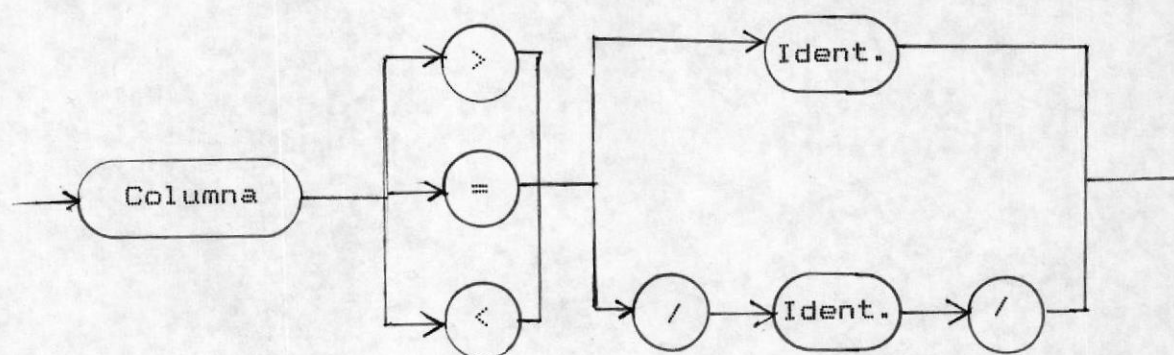 >
Ident.
Columna
=
<
/
Ident.
/